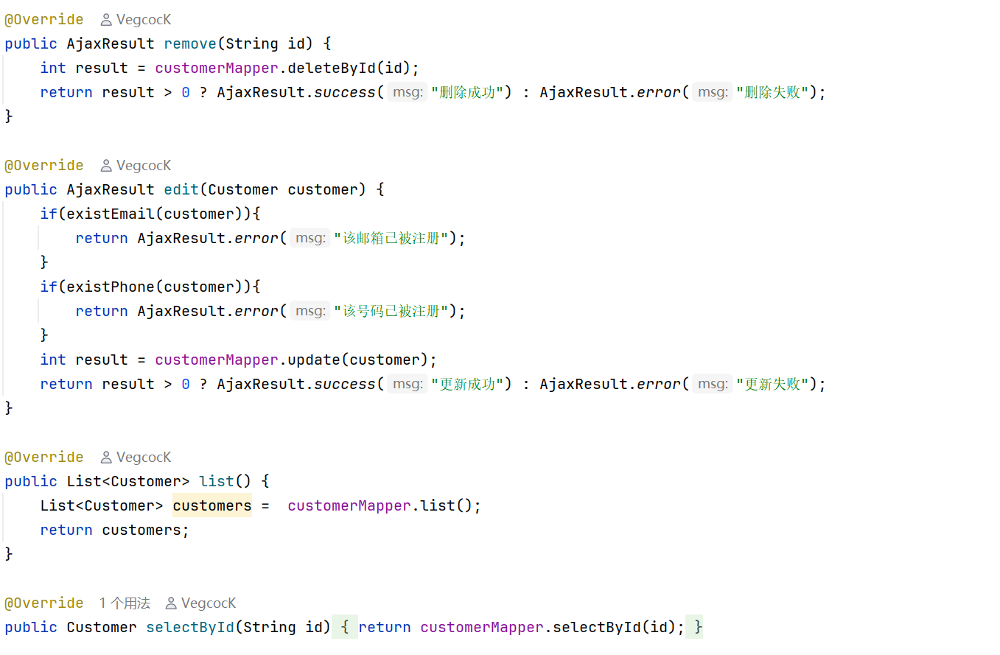 @Override VegcocK
public AjaxResult remove(String id) {
int result = customerMapper.deleteById(id);
return result > 0 ? AjaxResult.success( msg: "删除成功") : AjaxResult.error( msg: "删除失败");
}
@Override VegcocK
public AjaxResult edit(Customer customer) {
if(existEmail(customer)){
return AjaxResult.error( msg: "该邮箱已被注册");
}
if(existPhone(customer)){
return AjaxResult.error( msg: "该号码已被注册");
}
int result = customerMapper.update(customer);
return result > 0 ? AjaxResult.success( msg: "更新成功") : AjaxResult.error( msg: "更新失败");
}
@Override VegcocK
public List<Customer> list() {
List<Customer> customers =  customerMapper.list();
return customers;
}
@Override 1 个用法 VegcocK
public Customer selectById(String id) { return customerMapper.selectById(id); }